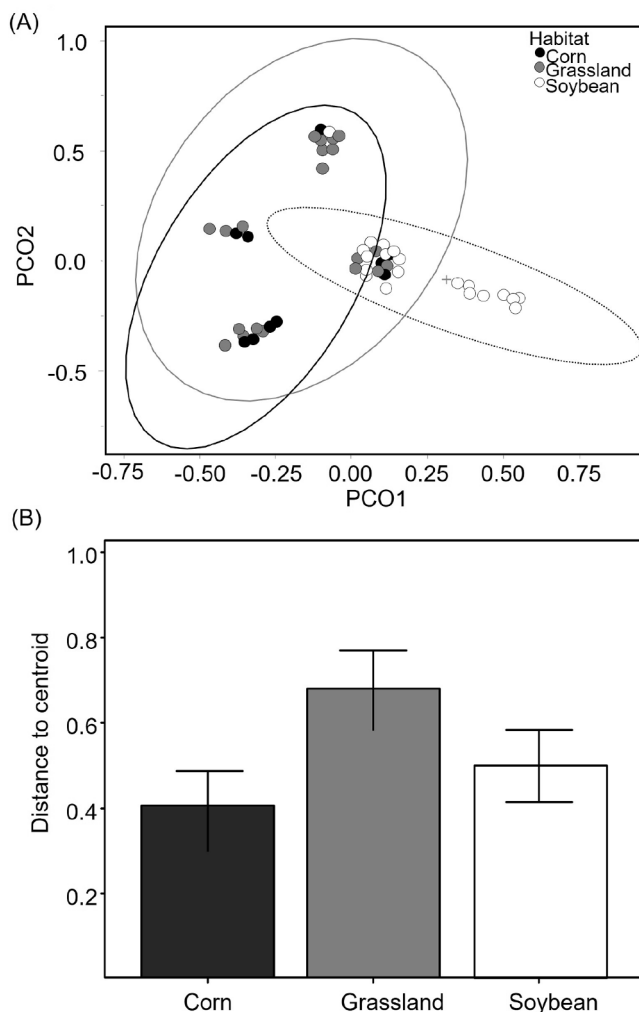 (A)
Habitat
Corn
Grassland
Soybean
1.0
0.5
0.0
-0.5
PCO2
-0.75 -0.50 -0.25 0.00 0.25 0.50 0.75
PCO1
(B)
1.0
0.8
0.6
0.4
0.2
Distance to centroid
Corn Grassland Soybean